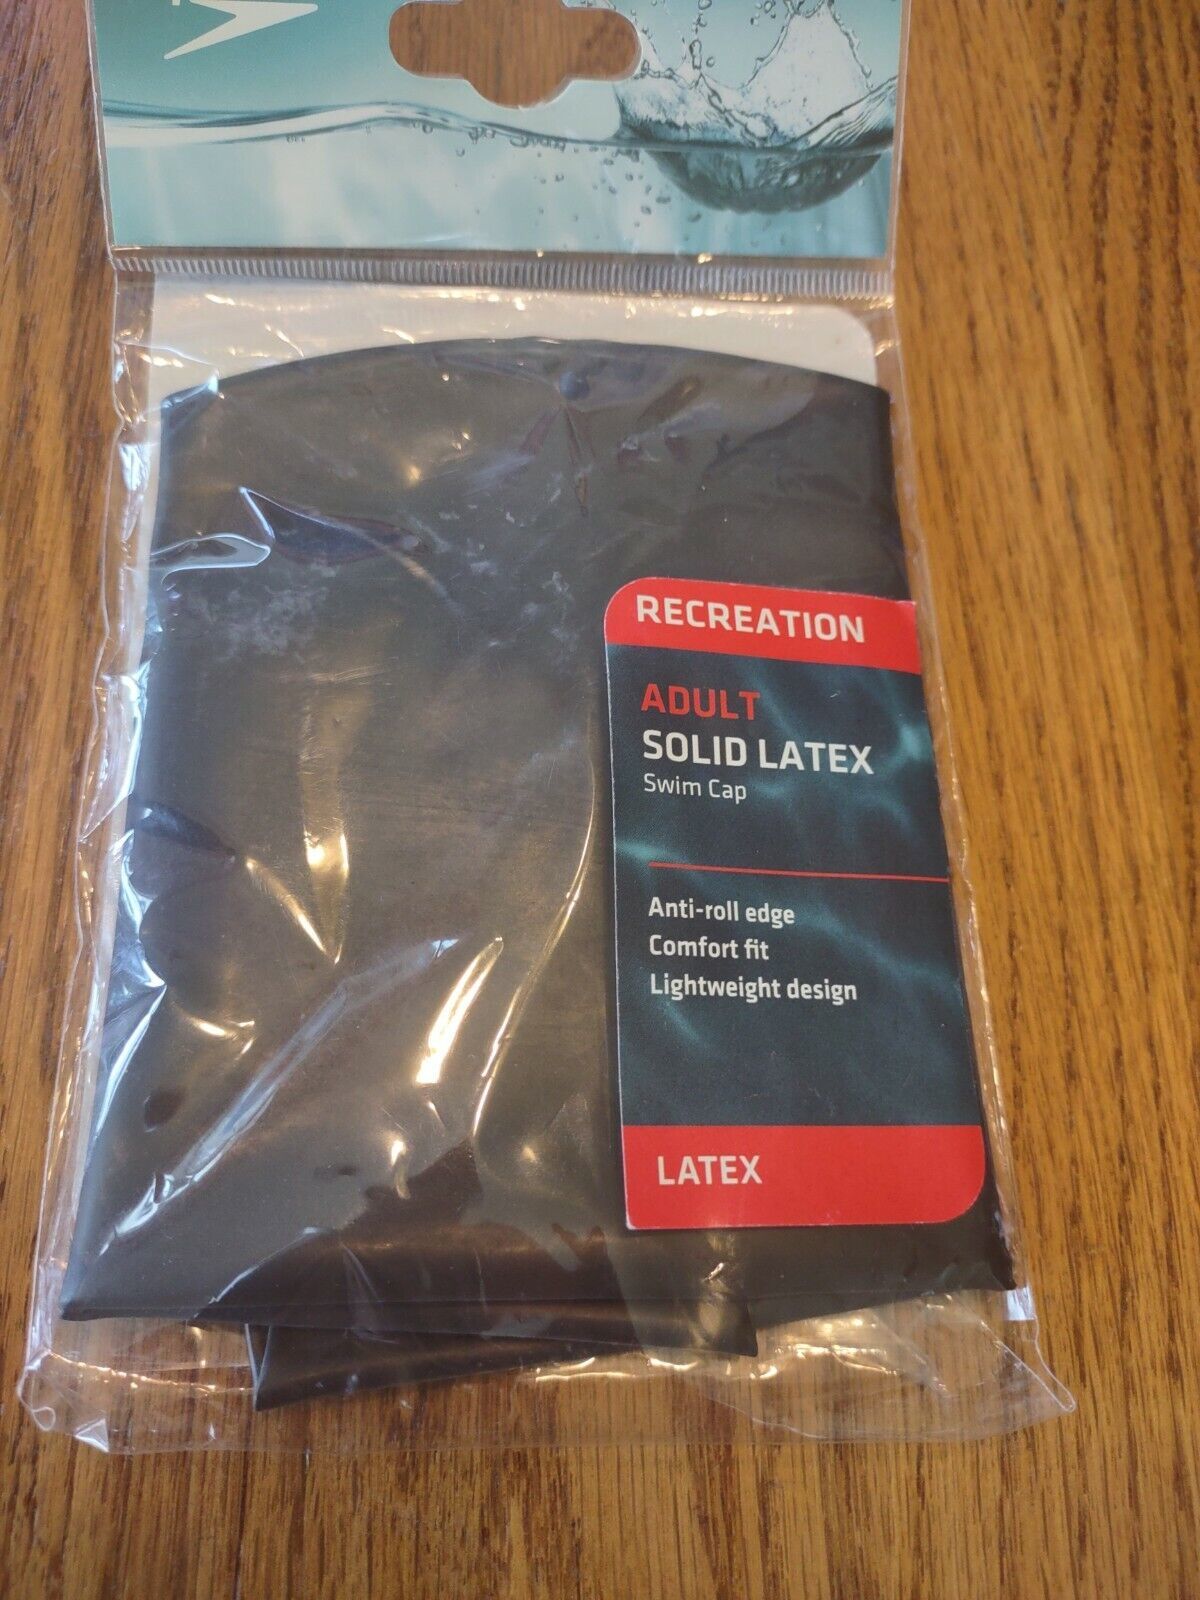 RECREATION
ADULT
SOLID LATEX
Swim Cap
Anti-roll edge
Comfort fit
Lightweight design
LATEX